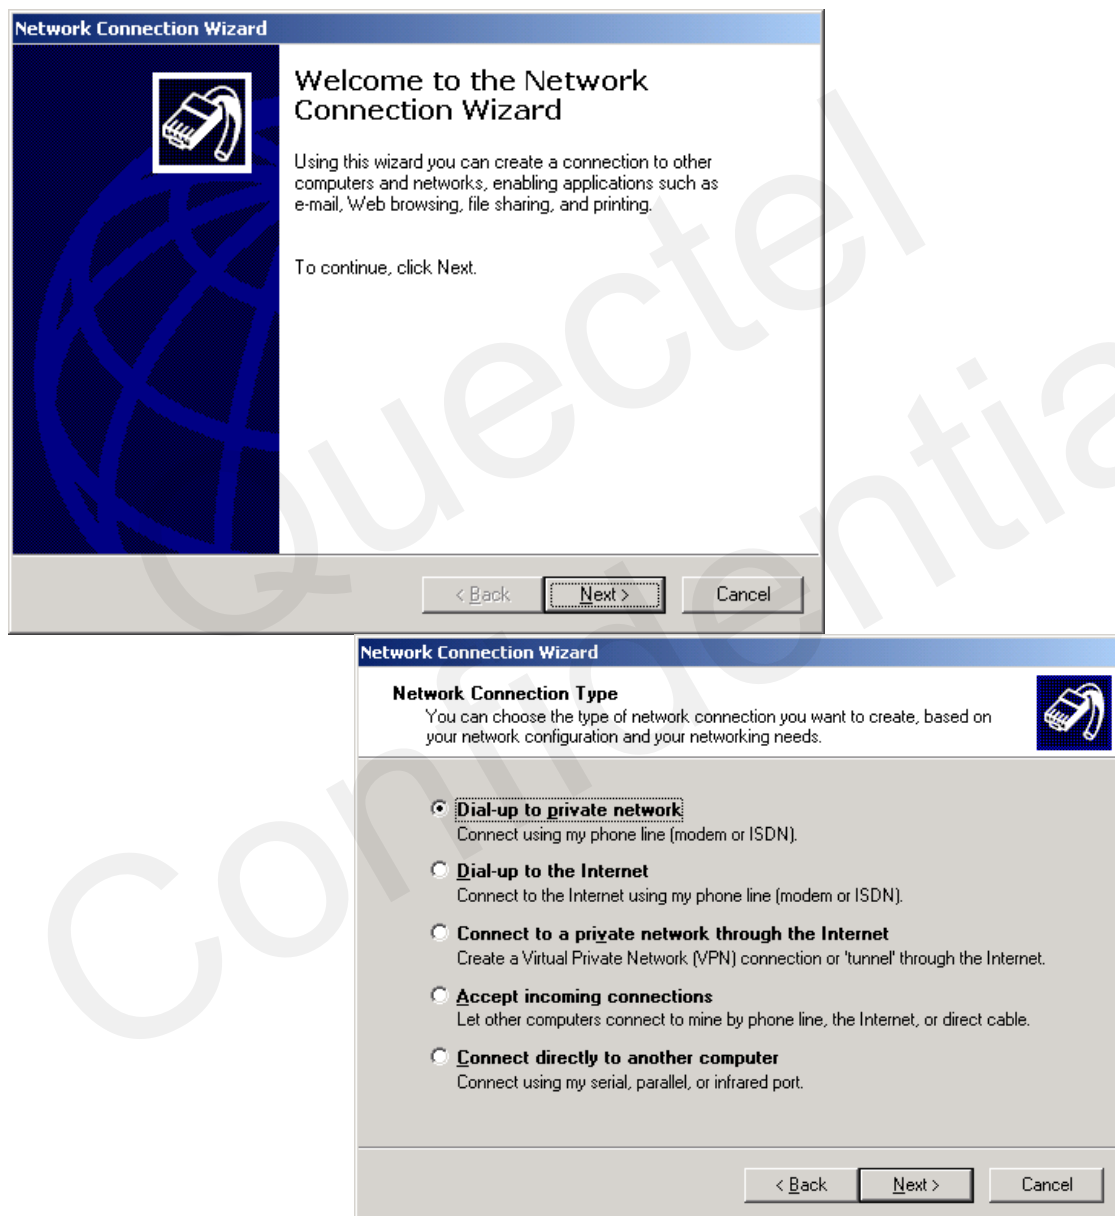 Network Connection Wizard
Welcome to the Network
Connection Wizard
Using this wizard you can create a connection to other
computers and networks, enabling applications such as
e-mail, Web browsing, file sharing, and printing.
To continue, click Next.
< Back
Next >
Cancel
Network Connection Wizard
Network Connection Type
You can choose the type of network connection you want to create, based on
your network configuration and your networking needs.
Dial-up to private network
Connect using my phone line (modem or ISDN).
Dial-up to the Internet
Connect to the Internet using my phone line (modem or ISDN).
Connect to a private network through the Internet
Create a Virtual Private Network (VPN) connection or 'tunnel' through the Internet.
Accept incoming connections
Let other computers connect to mine by phone line, the Internet, or direct cable.
Connect directly to another computer
Connect using my serial, parallel, or infrared port.
< Back
Next >
Cancel
Quectel
Confidentia